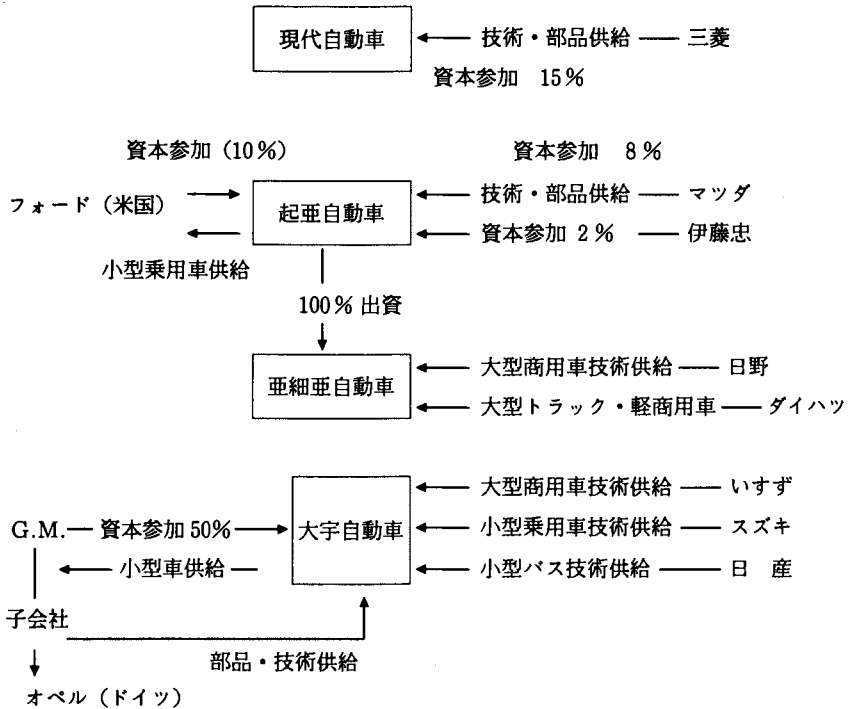 現代自動車 技術・部品供給 三菱
資本参加 15%
資本参加 (10%) 資本参加 8%
フォード (米国) 起亜自動車 技術・部品供給 マツダ
資本参加 2% 伊藤忠
小型乗用車供給
100% 出資
亜細亜自動車 大型商用車技術供給 日野
大型トラック・軽商用車 ダイハツ
大型商用車技術供給 いすず
G.M. 資本参加50% 大宇自動車 小型乗用車技術供給 スズキ
小型車供給 小型バス技術供給 日 産
子会社
部品・技術供給
オペル (ドイツ)